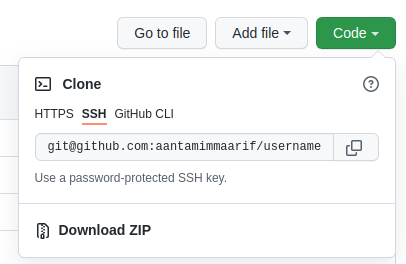 Go to file Add file Code
Clone
HTTPS SSH GitHub CLI
git@github.com:aantamimmaarif/username
Use a password-protected SSH key.
Download ZIP